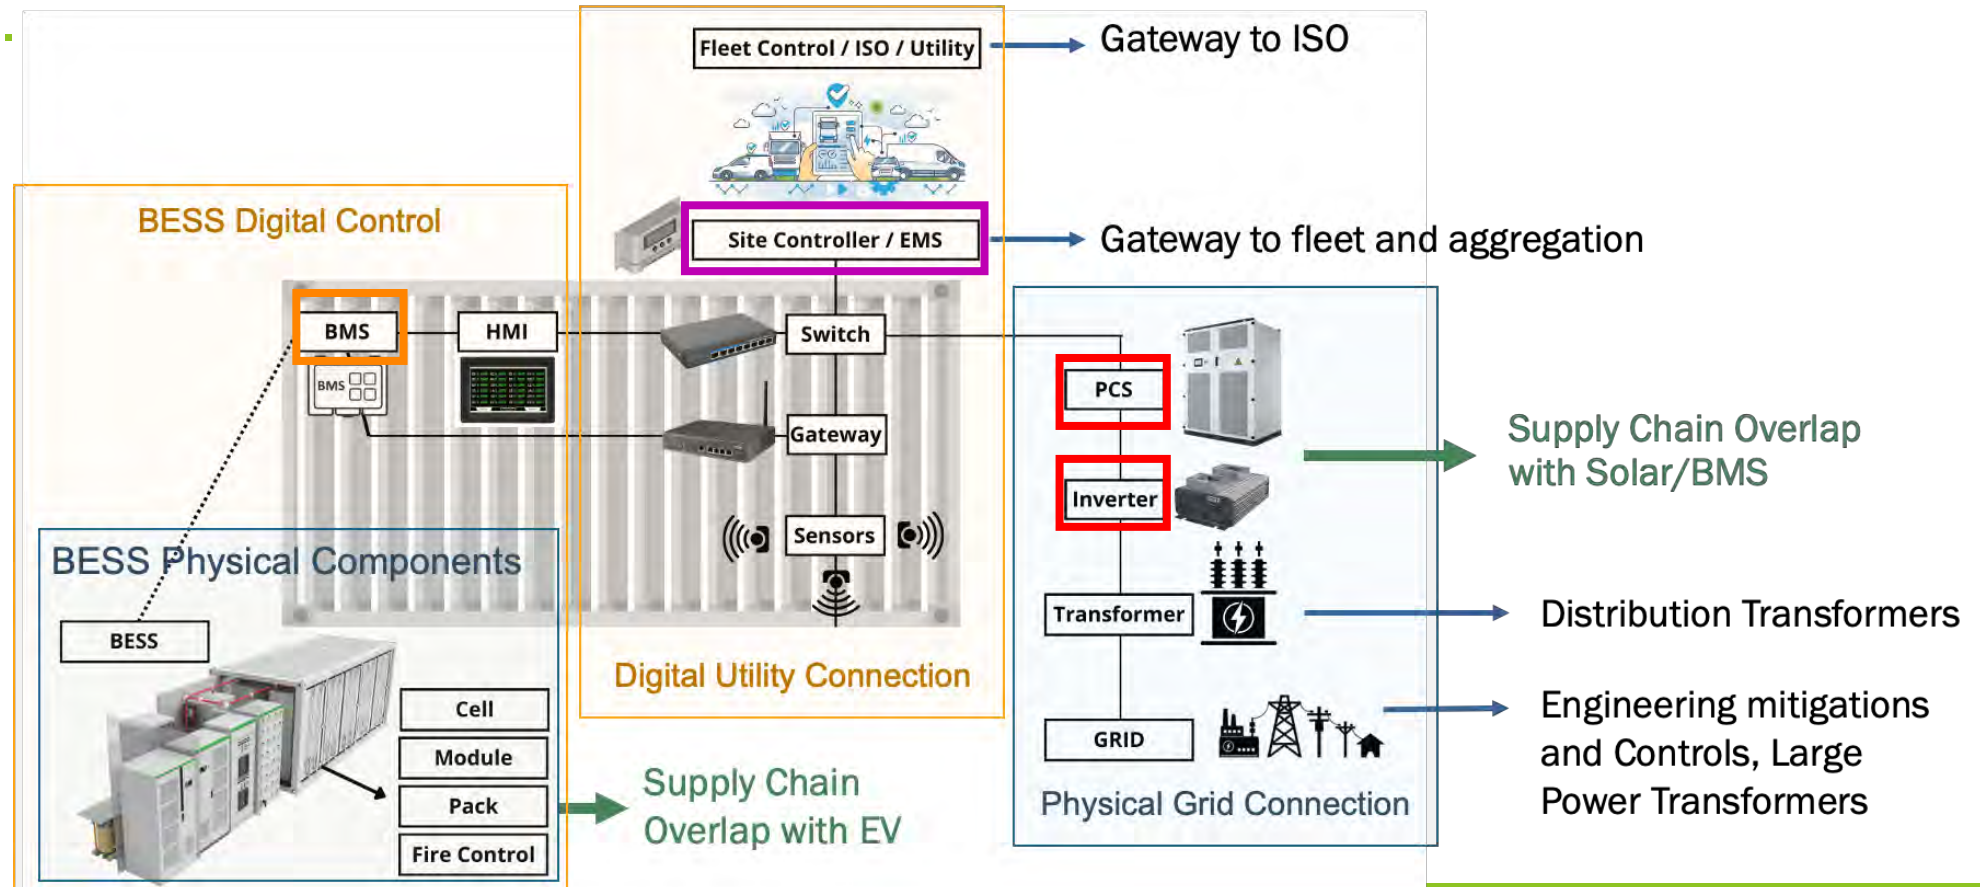 Fleet Control / ISO / Utility
Gateway to ISO
BESS Digital Control
Site Controller / EMS
Gateway to fleet and aggregation
BMS
HMI
Switch
BMS
PCS
Gateway
Supply Chain Overlap
with Solar/BMS
Inverter
Sensors
BESS Physical Components
BESS
Transformer
Distribution Transformers
Digital Utility Connection
Cell
Module
Pack
Fire Control
Supply Chain
Overlap with EV
GRID
Engineering mitigations
and Controls, Large
Power Transformers
Physical Grid Connection